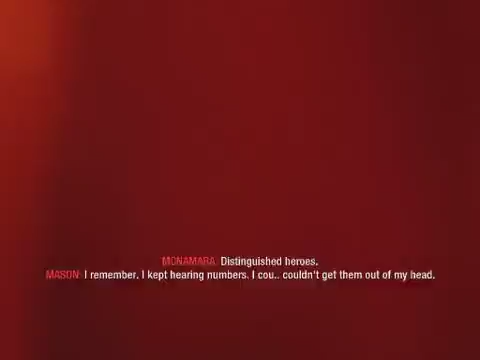 MCNAMARA: Distinguished heroes.
MASON: I remember. I kept hearing numbers. I cou.. couldn't get them out of my head.